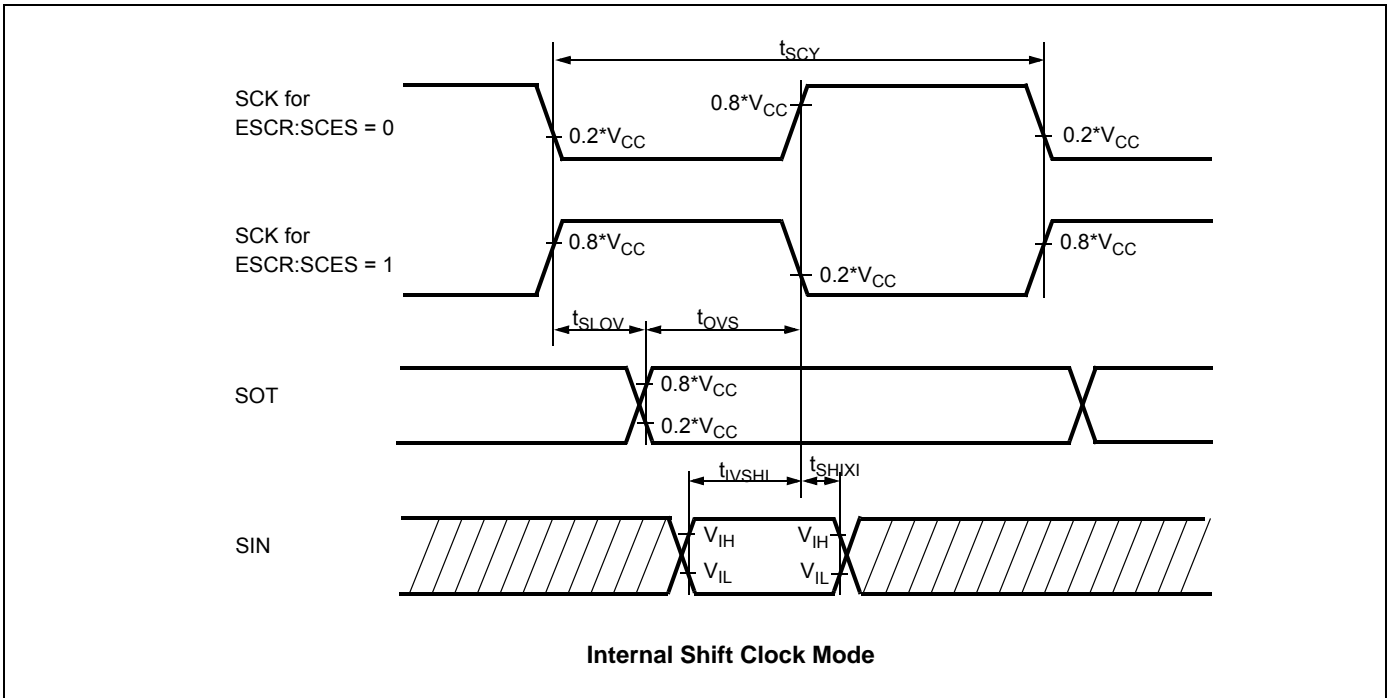 tSCY
SCK for
ESCR:SCES = 0
0.8*VCC
0.2*VCC
0.2*VCC
SCK for
ESCR:SCES = 1
0.8*VCC
0.8*VCC
0.2*VCC
tSLOV
tOVS
SOT
0.8*VCC
0.2*VCC
tIVSHI
tSHIXI
SIN
VIH
VIH
VIL
VIL
Internal Shift Clock Mode